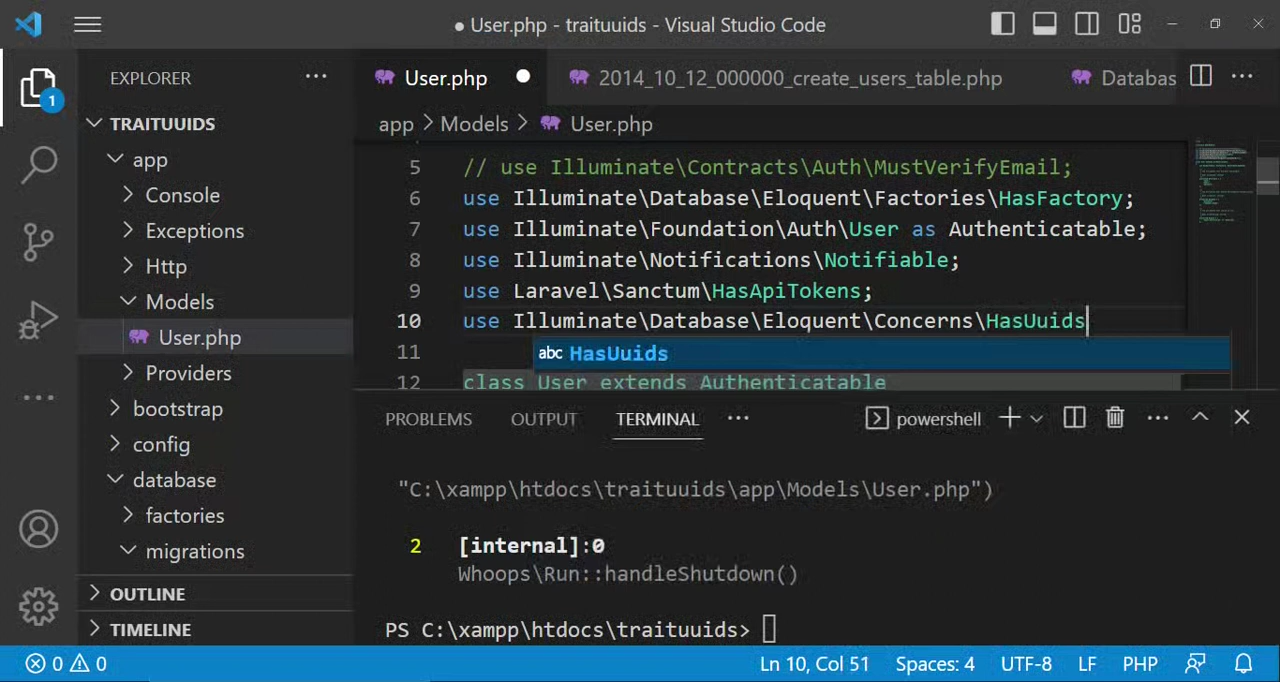 ● User.php - traituuids - Visual Studio Code
EXPLORER
1
TRAITUUIDS
app
Console
Exceptions
Http
Models
User.php
Providers
bootstrap
config
database
factories
migrations
OUTLINE
TIMELINE
User.php
2014_10_12_000000_create_users_table.php
Databas
app > Models > User.php
5 // use Illuminate\Contracts\Auth\MustVerifyEmail;
6 use Illuminate\Database\Eloquent\Factories\HasFactory;
7 use Illuminate\Foundation\Auth\User as Authenticatable;
8 use Illuminate\Notifications\Notifiable;
9 use Laravel\Sanctum\HasApiTokens;
10 use Illuminate\Database\Eloquent\Concerns\HasUuids
11
abc HasUuids
12 class User extends Authenticatable
PROBLEMS OUTPUT TERMINAL ··· powershell
"C:\xampp\htdocs\traituuids\app\Models\User.php")
2 [internal]:0
Whoops\Run::handleShutdown()
PS C:\xampp\htdocs\traituuids>
0 0 Ln 10, Col 51 Spaces: 4 UTF-8 LF PHP